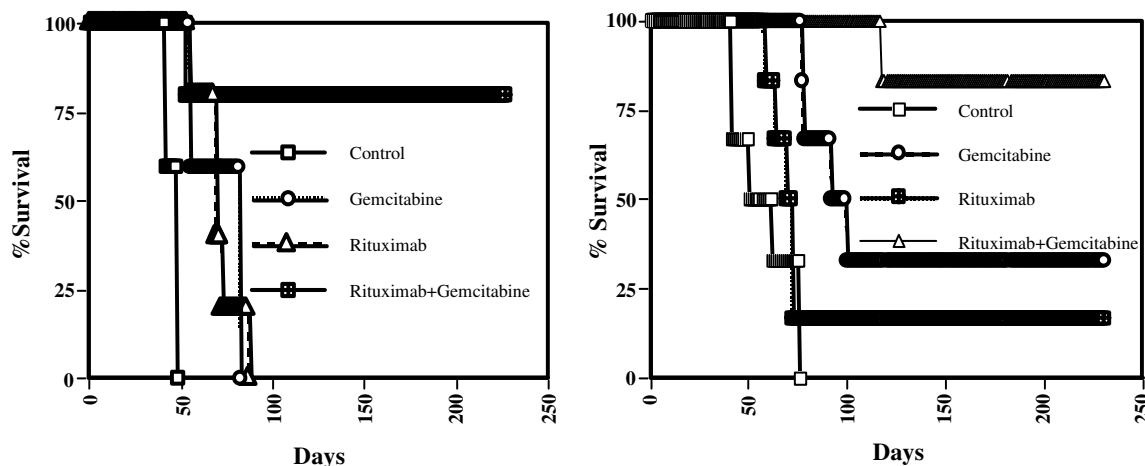 100
75
50
25
0
%Survival
Control
Gemcitabine
Rituximab
Rituximab+Gemcitabine
0 50 100 150 200 250
Days
100
75
50
25
0
% Survival
Control
Gemcitabine
Rituximab
Rituximab+Gemcitabine
0 50 100 150 200 250
Days